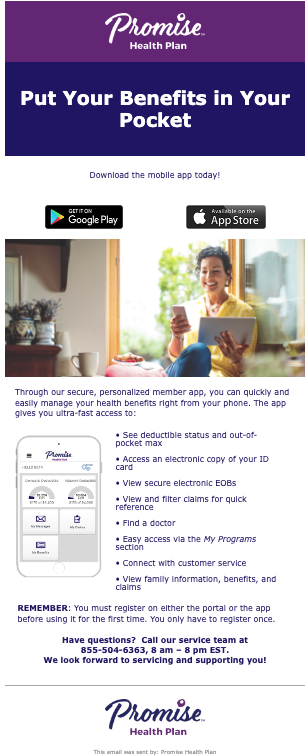 Promise
Health Plan
Put Your Benefits in Your
Pocket
Download the mobile app today!
GET IT ON
Google Play
Available on the
App Store
Through our secure, personalized member app, you can quickly and
easily manage your health benefits right from your phone. The app
gives you ultra-fast access to:
Promise
• See deductible status and out-of-
pocket max
• Access an electronic copy of your ID
card
• View secure electronic EOBs
• View and filter claims for quick
reference
• Find a doctor
• Easy access via the My Programs
section
• Connect with customer service
• View family information, benefits, and
claims
REMEMBER: You must register on either the portal or the app
before using it for the first time. You only have to register once.
Have questions?  Call our service team at
855-504-6363, 8 am – 8 pm EST.
We look forward to servicing and supporting you!
Promise
Health Plan
This email was sent by: Promise Health Plan